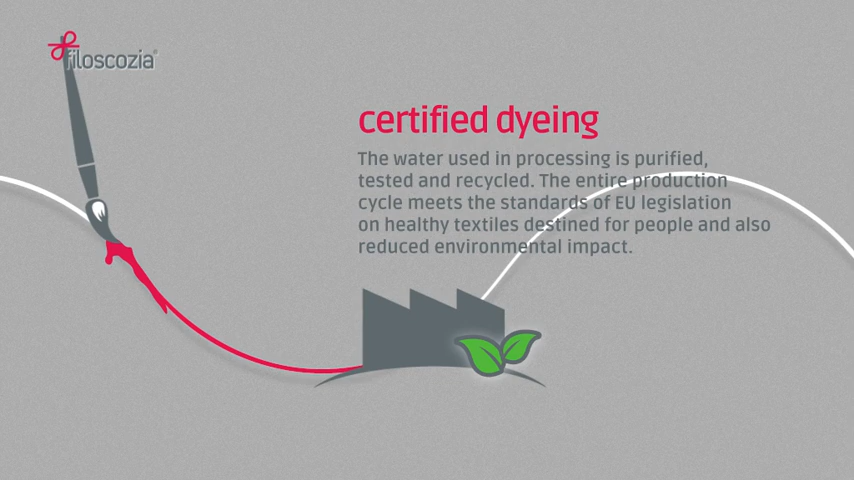 filoscozia®
certified dyeing
The water used in processing is purified,
tested and recycled. The entire production
cycle meets the standards of EU legislation
on healthy textiles destined for people and also
reduced environmental impact.